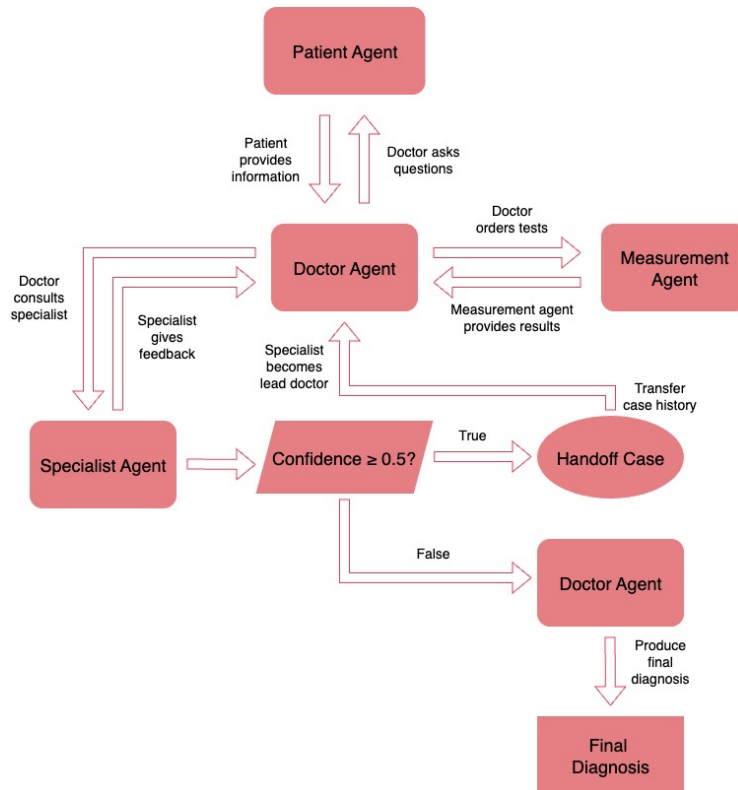 Patient Agent
Patient
provides
information
Doctor asks
questions
Doctor
orders tests
Doctor Agent
Measurement
Agent
Doctor
consults
specialist
Specialist
gives
feedback
Measurement agent
provides results
Specialist
becomes
lead doctor
Transfer
case history
Specialist Agent
Confidence ≥ 0.5?
True
Handoff Case
False
Doctor Agent
Produce
final
diagnosis
Final
Diagnosis